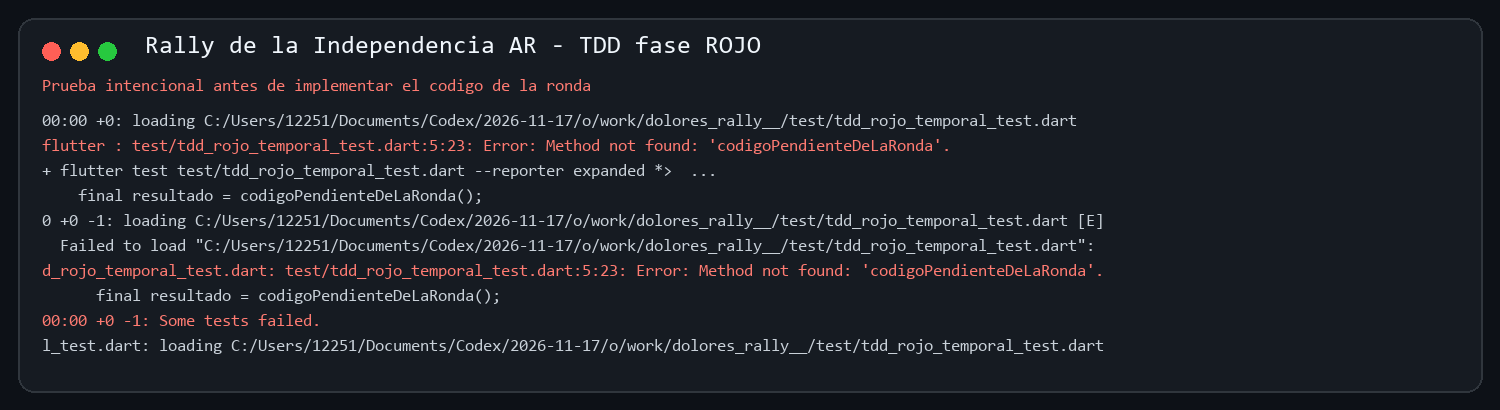 Rally de la Independencia AR - TDD fase ROJO
Prueba intencional antes de implementar el codigo de la ronda
00:00 +0: loading C:/Users/12251/Documents/Codex/2026-11-17/o/work/dolores_rally__/test/tdd_rojo_temporal_test.dart
flutter : test/tdd_rojo_temporal_test.dart:5:23: Error: Method not found: 'codigoPendienteDeLaRonda'.
+ flutter test test/tdd_rojo_temporal_test.dart --reporter expanded *>  ...
    final resultado = codigoPendienteDeLaRonda();
0 +0 -1: loading C:/Users/12251/Documents/Codex/2026-11-17/o/work/dolores_rally__/test/tdd_rojo_temporal_test.dart [E]
  Failed to load "C:/Users/12251/Documents/Codex/2026-11-17/o/work/dolores_rally__/test/tdd_rojo_temporal_test.dart":
d_rojo_temporal_test.dart: test/tdd_rojo_temporal_test.dart:5:23: Error: Method not found: 'codigoPendienteDeLaRonda'.
      final resultado = codigoPendienteDeLaRonda();
00:00 +0 -1: Some tests failed.
l_test.dart: loading C:/Users/12251/Documents/Codex/2026-11-17/o/work/dolores_rally__/test/tdd_rojo_temporal_test.dart